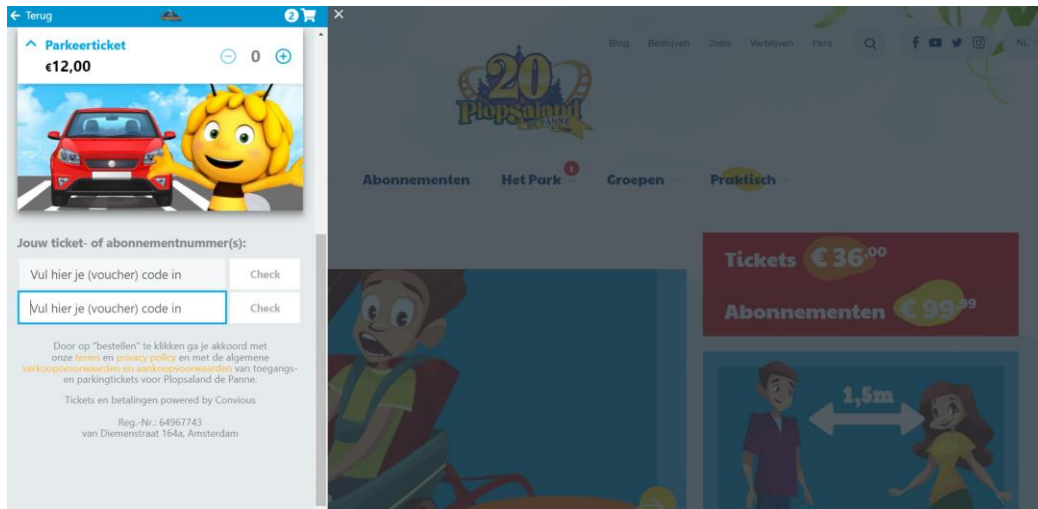 Terug
2
Parkeerticket
€12,00
0
Jouw ticket- of abonnementnummer(s):
Vul hier je (voucher) code in
Check
Vul hier je (voucher) code in
Check
Door op "bestellen" te klikken ga je akkoord met
onze terms en privacy policy en met de algemene
verkoopsvoorwaarden en aankoopvoorwaarden van toegangs-
en parkingtickets voor Plopsaland de Panne.
Tickets en betalingen powered by Convious
Reg.-Nr.: 64967743
van Diemenstraat 164a, Amsterdam
Blog Bedrijven Jobs Verblijven Pers
NL
20
Plopsaland
DE PANNE
Abonnementen Het Park 1 Groepen Praktisch
Tickets € 36,00
Abonnementen € 99,99
1,5m